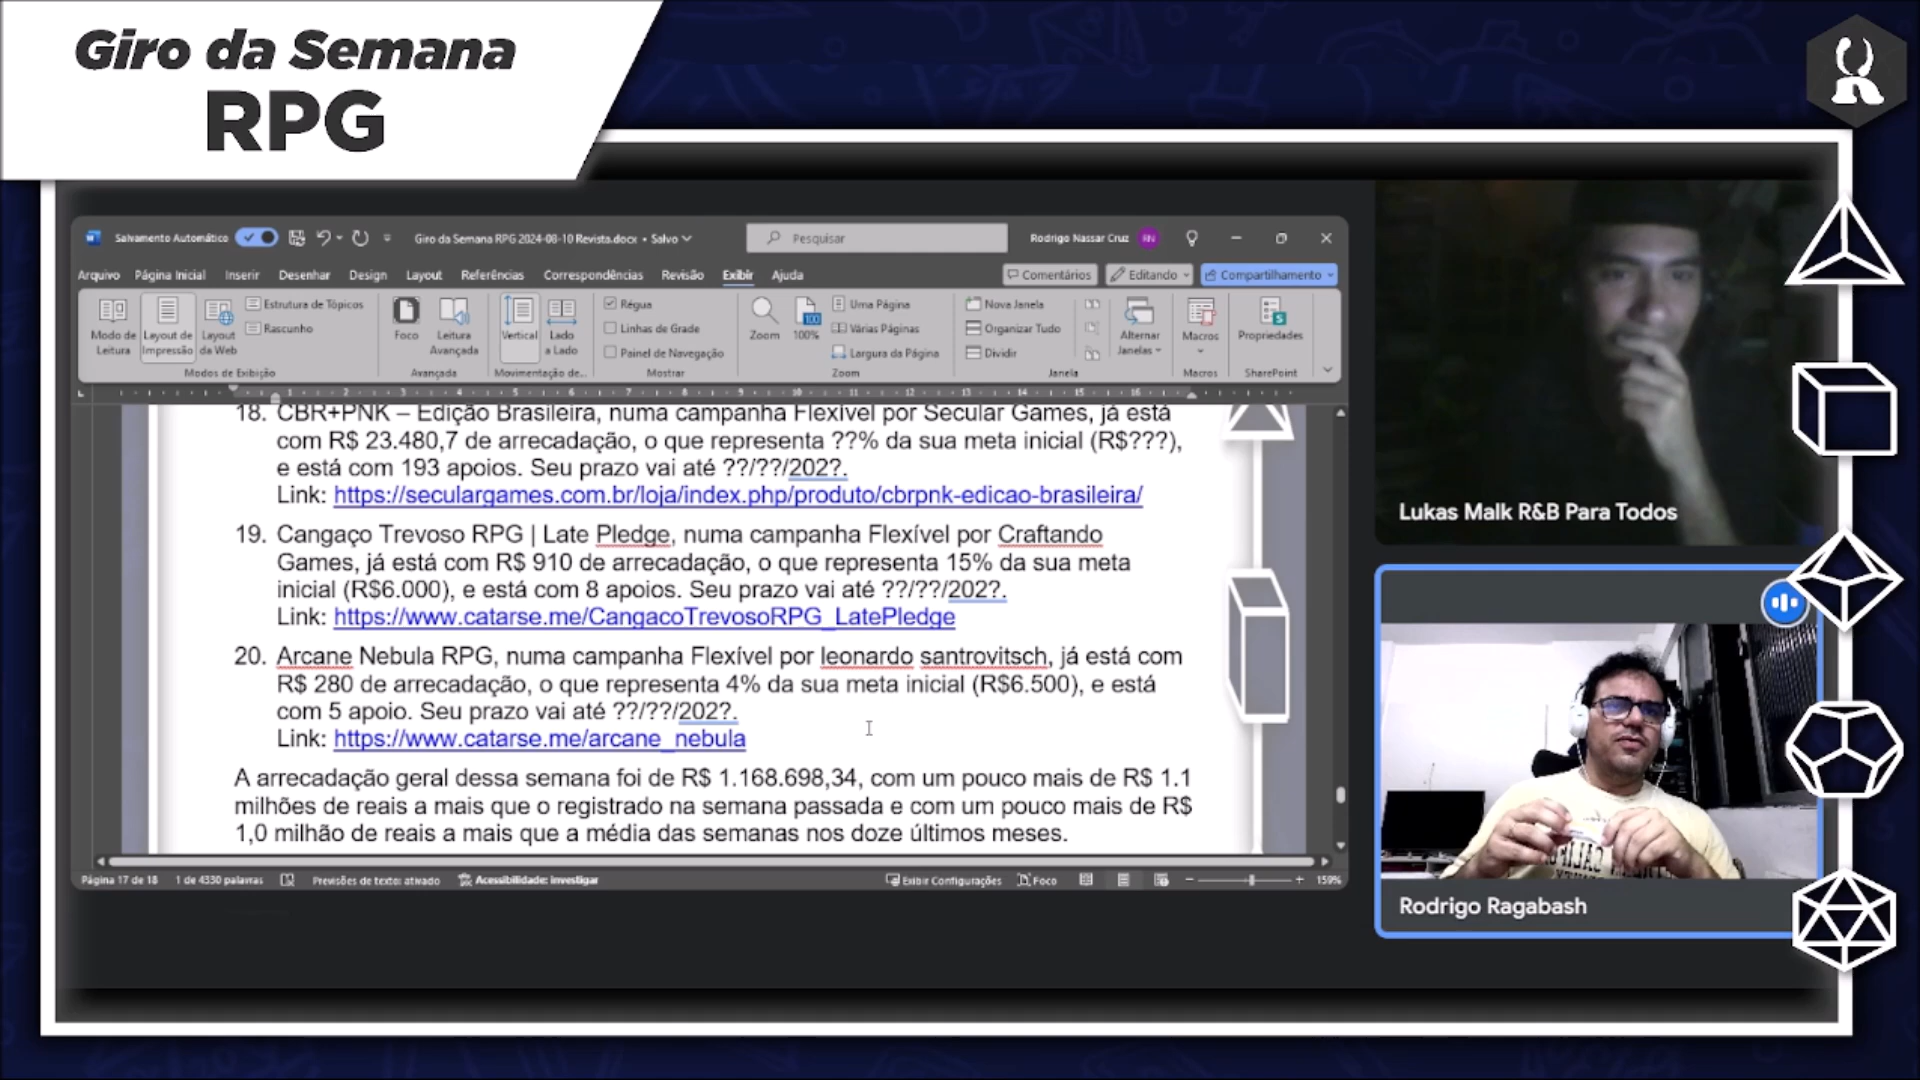 Giro da Semana
RPG
Salvamento Automático
Giro da Semana RPG 2024-08-10 Revista.docx • Salvo
Pesquisar
Rodrigo Nassar Cruz
RN
Arquivo Página Inicial Inserir Desenhar Design Layout Referências Correspondências Revisão Exibir Ajuda
Comentários Editando Compartilhamento
Modo de Leitura
Layout de Impressão
Layout da Web
Estrutura de Tópicos
Rascunho
Modos de Exibição
Foco
Leitura Avançada
Avançada
Vertical
Lado a Lado
Movimentação de...
Régua
Linhas de Grade
Painel de Navegação
Mostrar
Zoom
100%
Uma Página
Várias Páginas
Largura da Página
Zoom
Nova Janela
Organizar Tudo
Dividir
Alternar Janelas
Janela
Macros
Macros
Propriedades
SharePoint
18. CBR+PNK – Edição Brasileira, numa campanha Flexível por Secular Games, já está
com R$ 23.480,7 de arrecadação, o que representa ??% da sua meta inicial (R$???),
e está com 193 apoios. Seu prazo vai até ??/??/202?.
Link: https://seculargames.com.br/loja/index.php/produto/cbrpnk-edicao-brasileira/
19. Cangaço Trevoso RPG | Late Pledge, numa campanha Flexível por Craftando
Games, já está com R$ 910 de arrecadação, o que representa 15% da sua meta
inicial (R$6.000), e está com 8 apoios. Seu prazo vai até ??/??/202?.
Link: https://www.catarse.me/CangacoTrevosoRPG_LatePledge
20. Arcane Nebula RPG, numa campanha Flexível por leonardo santrovitsch, já está com
R$ 280 de arrecadação, o que representa 4% da sua meta inicial (R$6.500), e está
com 5 apoio. Seu prazo vai até ??/??/202?.
Link: https://www.catarse.me/arcane_nebula
A arrecadação geral dessa semana foi de R$ 1.168.698,34, com um pouco mais de R$ 1.1
milhões de reais a mais que o registrado na semana passada e com um pouco mais de R$
1,0 milhão de reais a mais que a média das semanas nos doze últimos meses.
Página 17 de 18 1 de 4330 palavras Previsões de texto: ativado Acessibilidade: investigar
Exibir Configurações Foco 159%
Lukas Malk R&B Para Todos
Rodrigo Ragabash